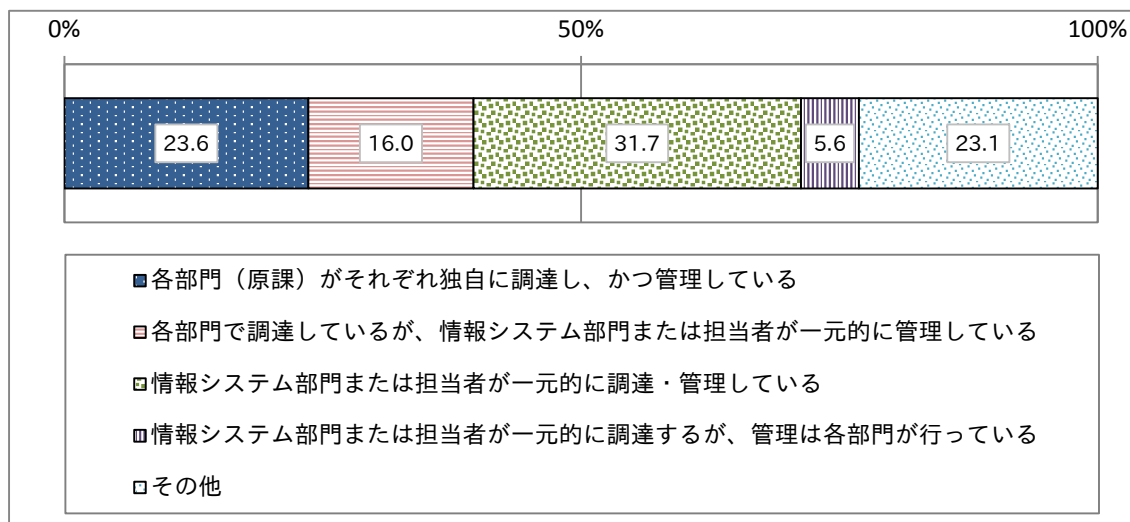 0% 50% 100%
23.6 16.0 31.7 5.6 23.1
各部門（原課）がそれぞれ独自に調達し、かつ管理している
各部門で調達しているが、情報システム部門または担当者が一元的に管理している
情報システム部門または担当者が一元的に調達・管理している
情報システム部門または担当者が一元的に調達するが、管理は各部門が行っている
その他